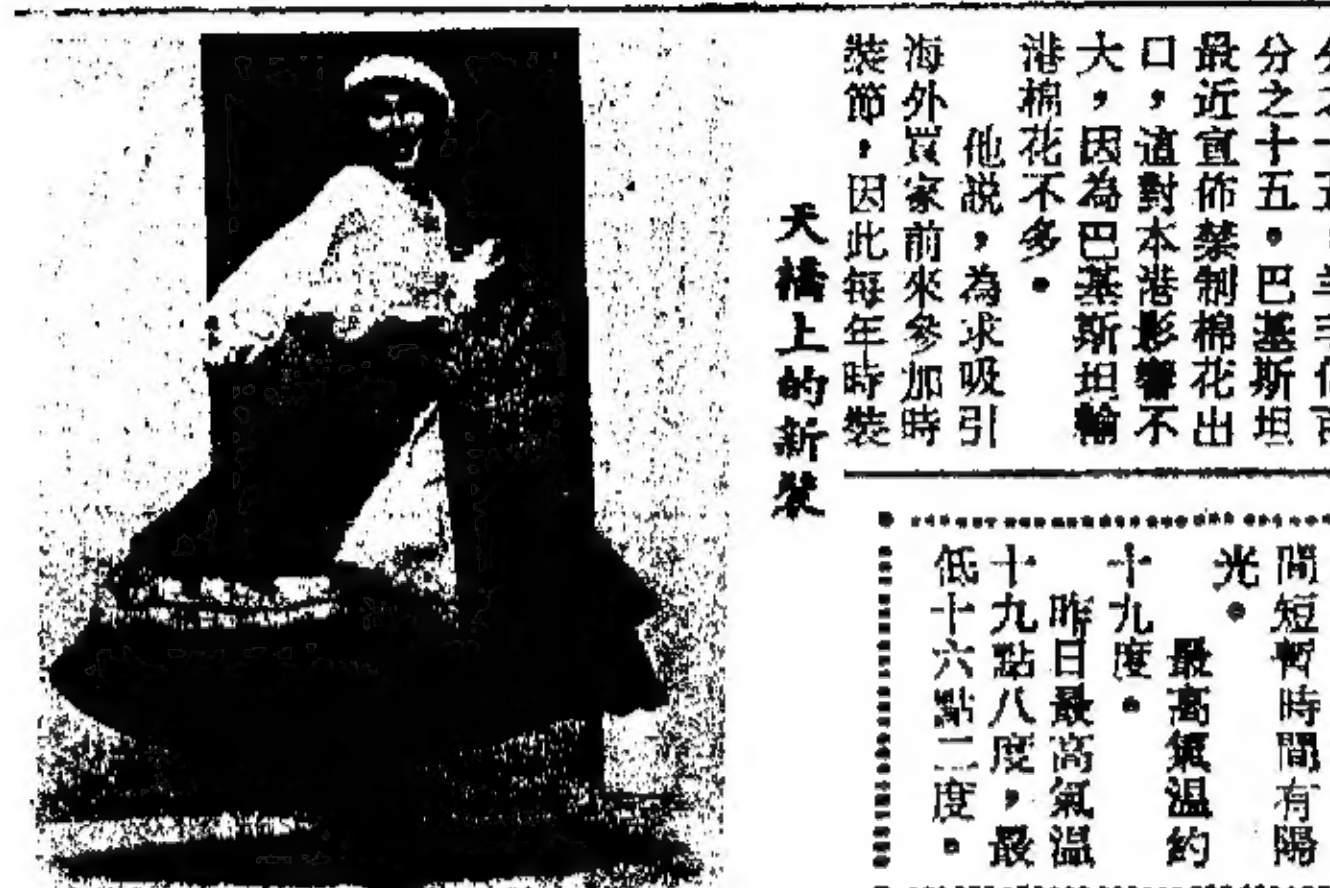 分之十五。巴基斯坦
最近宣佈禁制棉花出
口，這對本港影響不
大，因為巴基斯坦輸
港棉花不多。
他說，為求吸引
海外買家前來參加時
裝節，因此每年時裝
天橋上的新裝
間短暫時間有陽
光。
最高氣溫約
十九度。
昨日最高氣溫
十九點八度，最
低十六點二度。